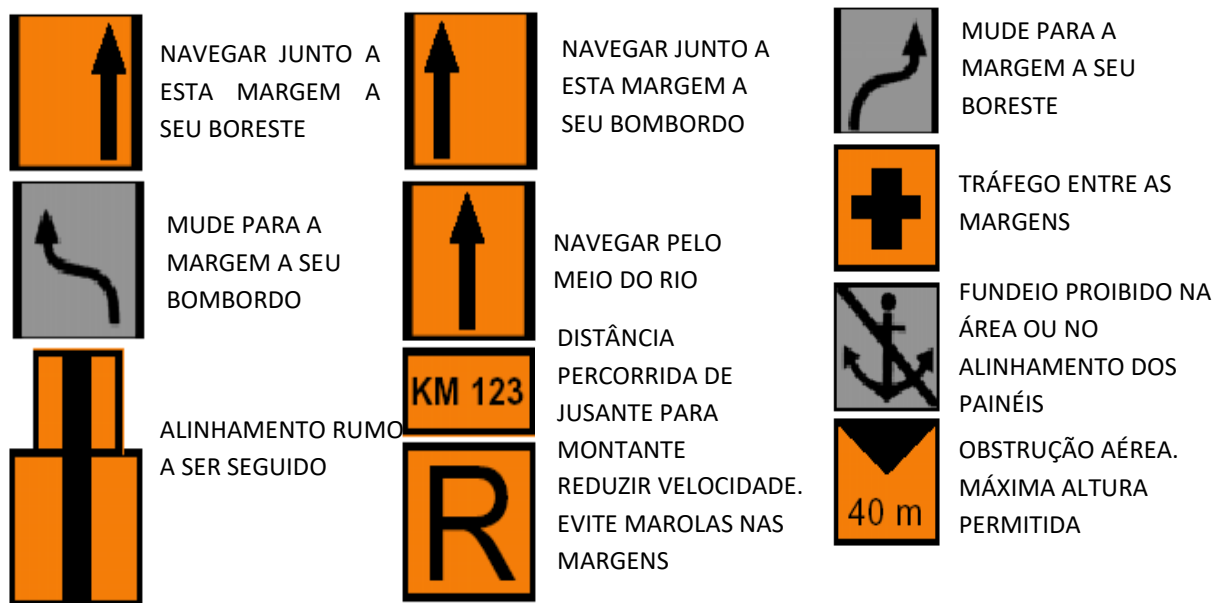 NAVEGAR JUNTO A
ESTA MARGEM A
SEU BORESTE
MUDE PARA A
MARGEM A SEU
BOMBORDO
ALINHAMENTO RUMO
A SER SEGUIDO
NAVEGAR JUNTO A
ESTA MARGEM A
SEU BOMBORDO
NAVEGAR PELO
MEIO DO RIO
KM 123
DISTÂNCIA
PERCORRIDA DE
JUSANTE PARA
MONTANTE
R
REDUZIR VELOCIDADE.
EVITE MAROLAS NAS
MARGENS
MUDE PARA A
MARGEM A SEU
BORESTE
TRÁFEGO ENTRE AS
MARGENS
FUNDEIO PROIBIDO NA
ÁREA OU NO
ALINHAMENTO DOS
PAINÉIS
40 m
OBSTRUÇÃO AÉREA.
MÁXIMA ALTURA
PERMITIDA